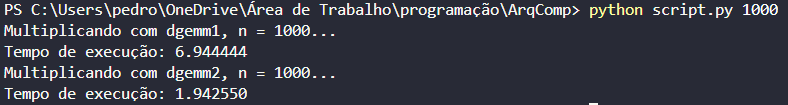 PS C:\Users\pedro\OneDrive\Área de Trabalho\programação\ArqComp> python script.py 1000
Multiplicando com dgemm1, n = 1000...
Tempo de execução: 6.944444
Multiplicando com dgemm2, n = 1000...
Tempo de execução: 1.942550